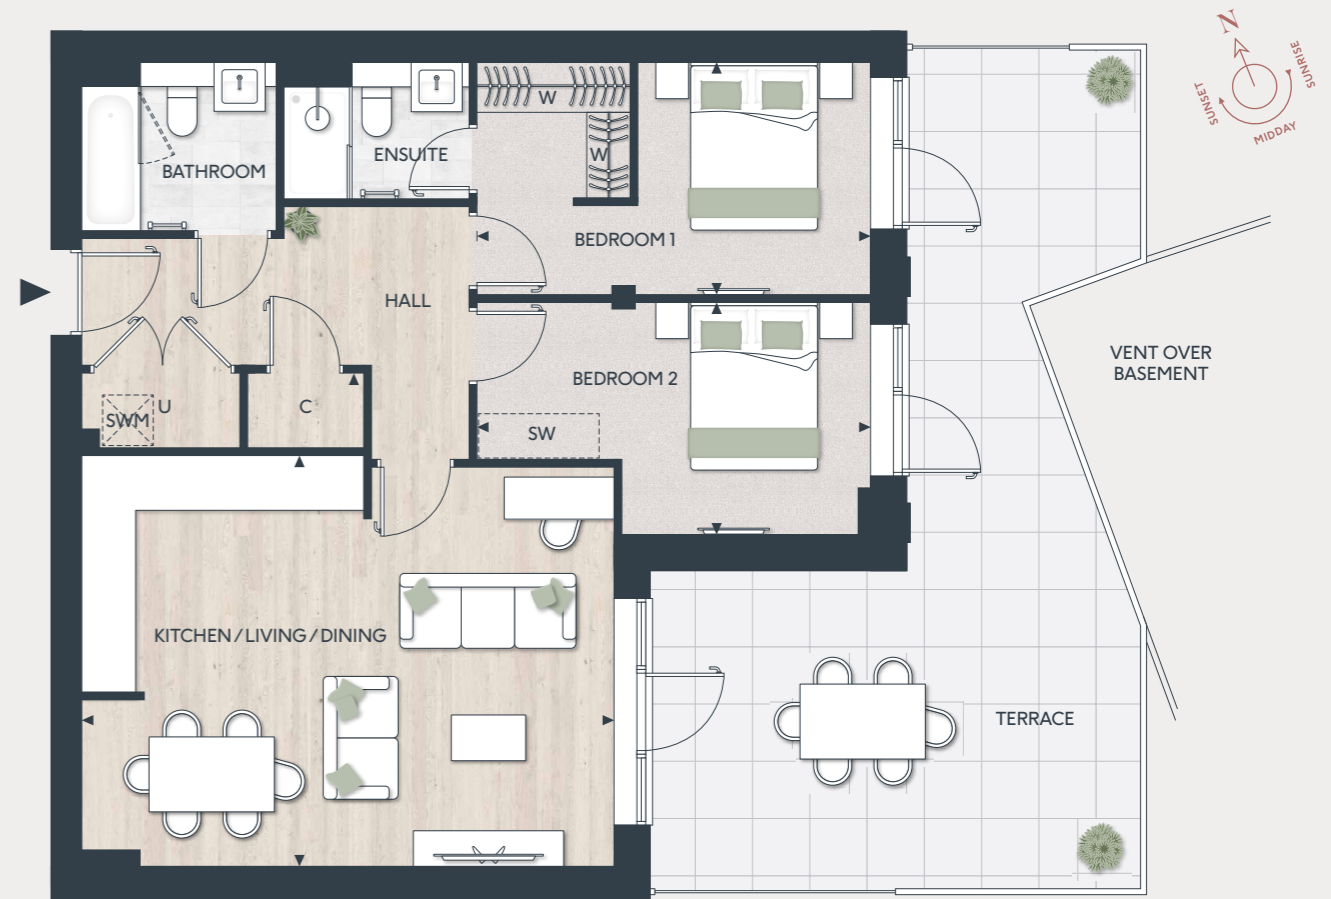 N
SUNRISE
SUNSET
MIDDAY
W
W
BATHROOM
ENSUITE
BEDROOM 1
HALL
VENT OVER
BASEMENT
BEDROOM 2
U
C
SWM
SW
KITCHEN / LIVING / DINING
TERRACE